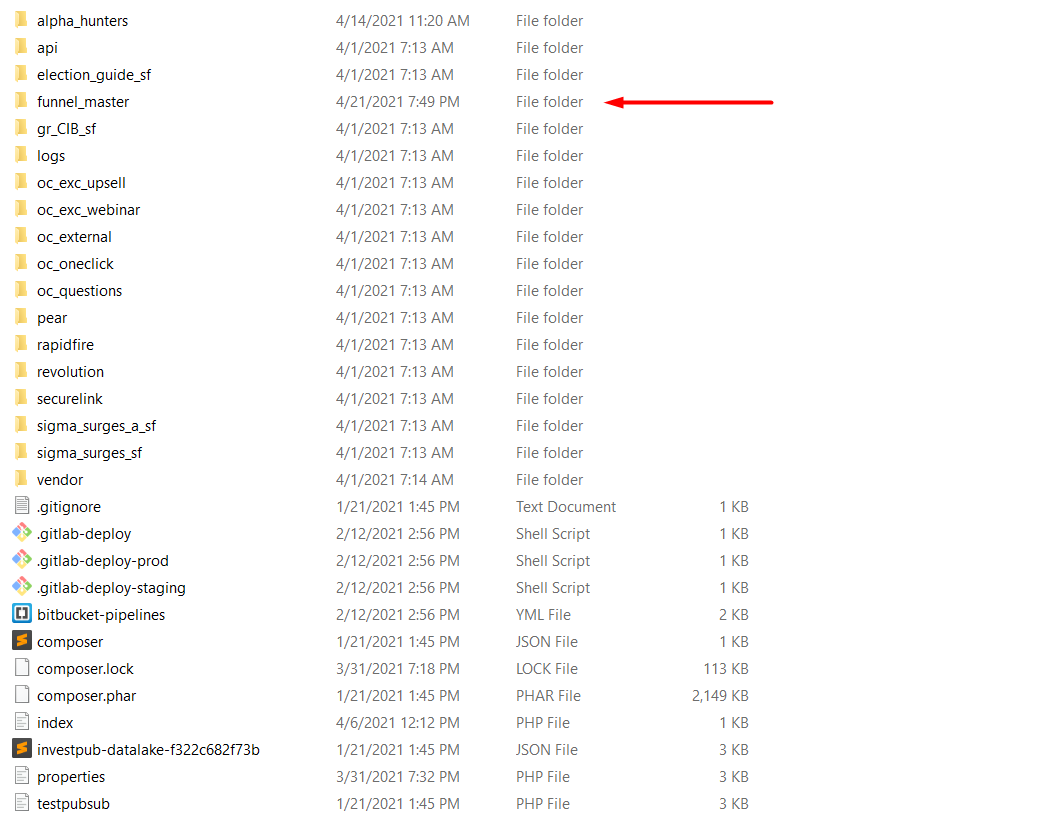 alpha_hunters 4/14/2021 11:20 AM File folder
api 4/1/2021 7:13 AM File folder
election_guide_sf 4/1/2021 7:13 AM File folder
funnel_master 4/21/2021 7:49 PM File folder
gr_CIB_sf 4/1/2021 7:13 AM File folder
logs 4/1/2021 7:13 AM File folder
oc_exc_upsell 4/1/2021 7:13 AM File folder
oc_exc_webinar 4/1/2021 7:13 AM File folder
oc_external 4/1/2021 7:13 AM File folder
oc_oneclick 4/1/2021 7:13 AM File folder
oc_questions 4/1/2021 7:13 AM File folder
pear 4/1/2021 7:13 AM File folder
rapidfire 4/1/2021 7:13 AM File folder
revolution 4/1/2021 7:13 AM File folder
securelink 4/1/2021 7:13 AM File folder
sigma_surges_a_sf 4/1/2021 7:13 AM File folder
sigma_surges_sf 4/1/2021 7:13 AM File folder
vendor 4/1/2021 7:14 AM File folder
.gitignore 1/21/2021 1:45 PM Text Document 1 KB
.gitlab-deploy 2/12/2021 2:56 PM Shell Script 1 KB
.gitlab-deploy-prod 2/12/2021 2:56 PM Shell Script 1 KB
.gitlab-deploy-staging 2/12/2021 2:56 PM Shell Script 1 KB
bitbucket-pipelines 2/12/2021 2:56 PM YML File 2 KB
composer 1/21/2021 1:45 PM JSON File 1 KB
composer.lock 3/31/2021 7:18 PM LOCK File 113 KB
composer.phar 1/21/2021 1:45 PM PHAR File 2,149 KB
index 4/6/2021 12:12 PM PHP File 1 KB
investpub-datalake-f322c682f73b 1/21/2021 1:45 PM JSON File 3 KB
properties 3/31/2021 7:32 PM PHP File 3 KB
testpubsub 1/21/2021 1:45 PM PHP File 3 KB